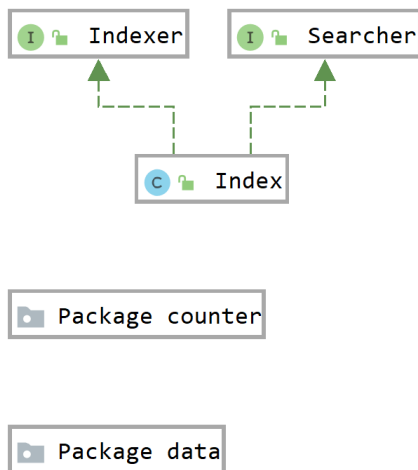 I Indexer
I Searcher
C Index
Package counter
Package data